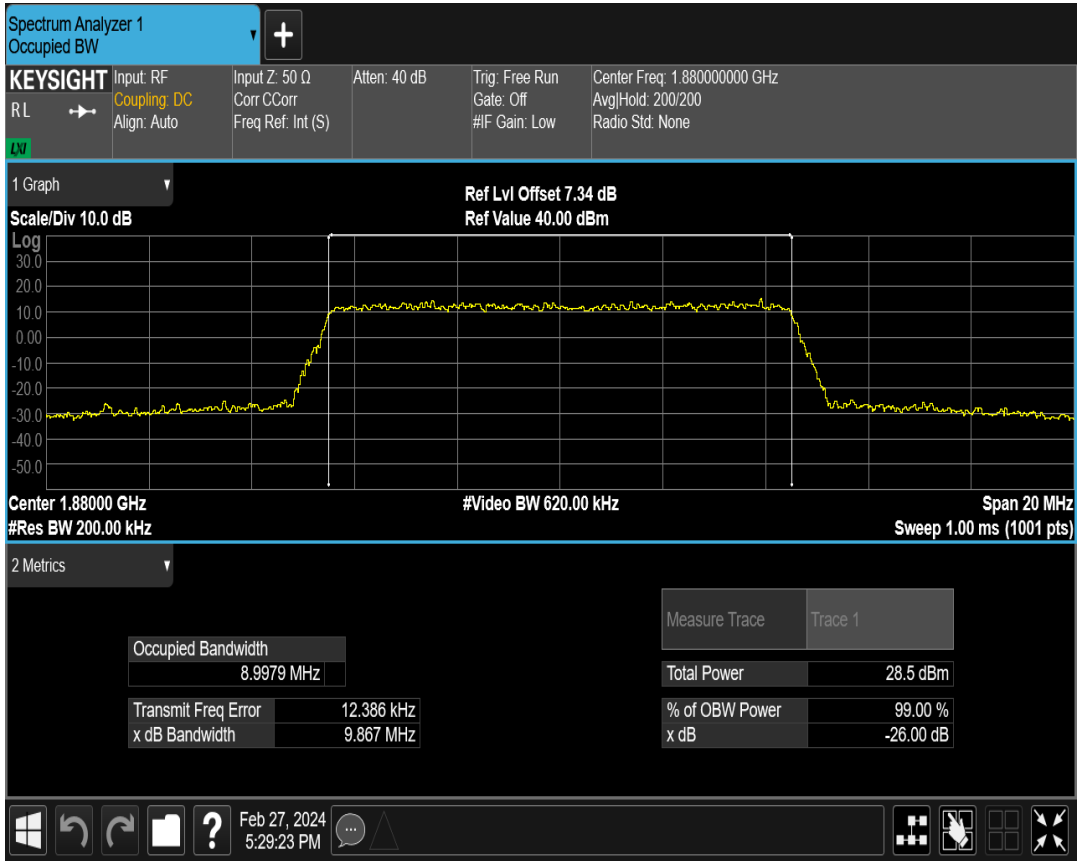 Spectrum Analyzer 1
Occupied BW
+
KEYSIGHT
R L
LXI
Input: RF
Coupling: DC
Align: Auto
Input Z: 50 Ω
Corr CCorr
Freq Ref: Int (S)
Atten: 40 dB
Trig: Free Run
Gate: Off
#IF Gain: Low
Center Freq: 1.880000000 GHz
Avg|Hold: 200/200
Radio Std: None
1 Graph
Scale/Div 10.0 dB
Ref Lvl Offset 7.34 dB
Ref Value 40.00 dBm
Log
30.0
20.0
10.0
0.00
-10.0
-20.0
-30.0
-40.0
-50.0
Center 1.88000 GHz
#Video BW 620.00 kHz
Span 20 MHz
#Res BW 200.00 kHz
Sweep 1.00 ms (1001 pts)
2 Metrics
Measure Trace Trace 1
Occupied Bandwidth
8.9979 MHz
Total Power 28.5 dBm
Transmit Freq Error 12.386 kHz
% of OBW Power 99.00 %
x dB Bandwidth 9.867 MHz
x dB -26.00 dB
?
Feb 27, 2024
5:29:23 PM